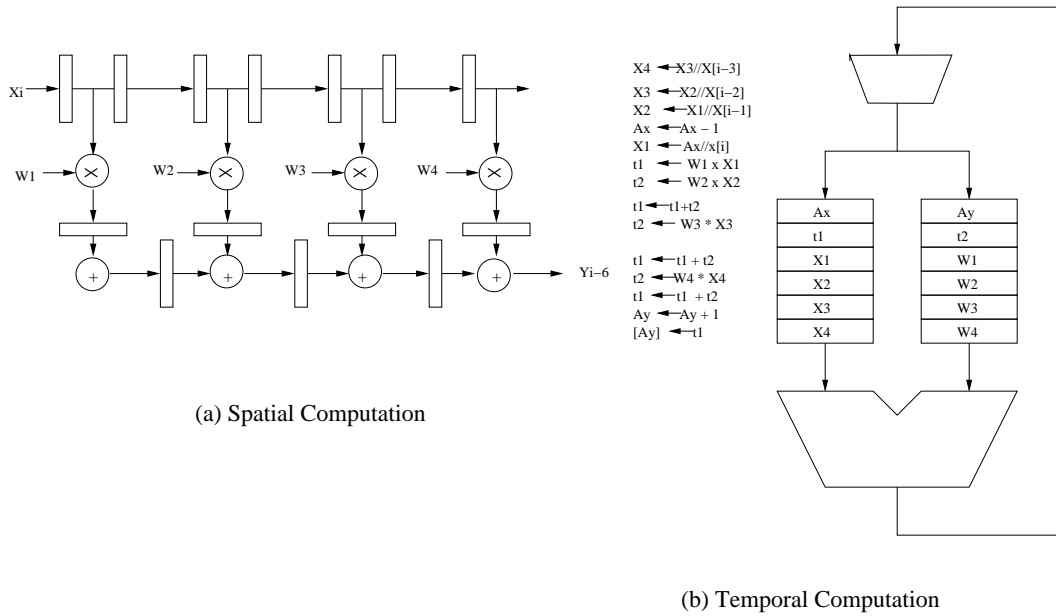 Xi
W1
W2
W3
W4
×
×
×
×
+
+
+
+
Yi−6
(a) Spatial Computation
X4 ← X3//X[i−3]
X3 ← X2//X[i−2]
X2 ← X1//X[i−1]
Ax ← Ax − 1
X1 ← Ax//x[i]
t1 ← W1 x X1
t2 ← W2 x X2
t1 ← t1+t2
t2 ← W3 * X3
t1 ← t1 + t2
t2 ← W4 * X4
t1 ← t1 + t2
Ay ← Ay + 1
[Ay] ← t1
Ax
t1
X1
X2
X3
X4
Ay
t2
W1
W2
W3
W4
(b) Temporal Computation